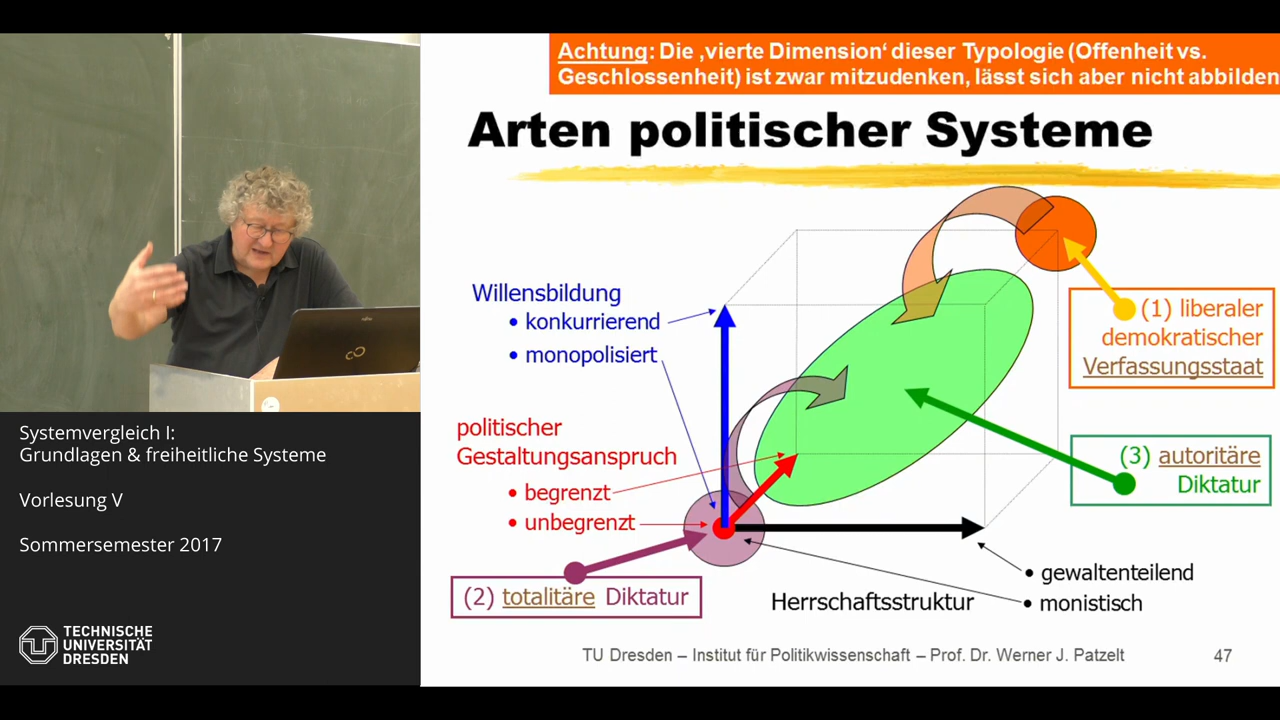 Achtung: Die ‚vierte Dimension‘ dieser Typologie (Offenheit vs.
Geschlossenheit) ist zwar mitzudenken, lässt sich aber nicht abbilden
Arten politischer Systeme
Willensbildung
• konkurrierend
• monopolisiert
(1) liberaler
demokratischer
Verfassungsstaat
politischer
Gestaltungsanspruch
• begrenzt
• unbegrenzt
(3) autoritäre
Diktatur
(2) totalitäre Diktatur
Herrschaftsstruktur
• gewaltenteilend
• monistisch
TU Dresden – Institut für Politikwissenschaft – Prof. Dr. Werner J. Patzelt
47
Systemvergleich I:
Grundlagen & freiheitliche Systeme
Vorlesung V
Sommersemester 2017
TECHNISCHE
UNIVERSITÄT
DRESDEN